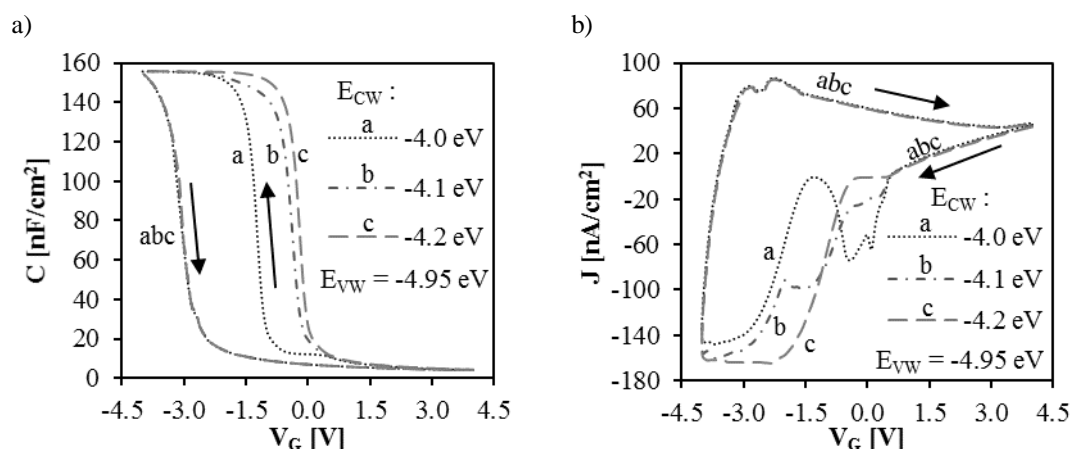 a)
160
140
120
100
80
60
40
20
0
C [nF/cm²]
-4.5 -3.0 -1.5 0.0 1.5 3.0 4.5
V_G [V]
E_CW :
a
-4.0 eV
b
-4.1 eV
c
-4.2 eV
E_VW = -4.95 eV
a b c
abc
b)
100
60
20
-20
-60
-100
-140
-180
J [nA/cm²]
-4.5 -3.0 -1.5 0.0 1.5 3.0 4.5
V_G [V]
abc
abc
E_CW :
a
-4.0 eV
b
-4.1 eV
c
-4.2 eV
E_VW = -4.95 eV
a
b
c